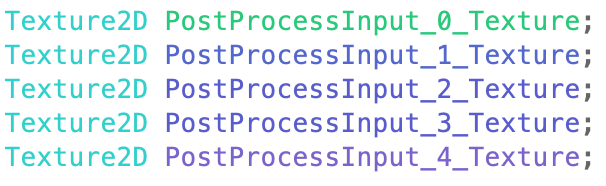 Texture2D PostProcessInput_0_Texture;
Texture2D PostProcessInput_1_Texture;
Texture2D PostProcessInput_2_Texture;
Texture2D PostProcessInput_3_Texture;
Texture2D PostProcessInput_4_Texture;